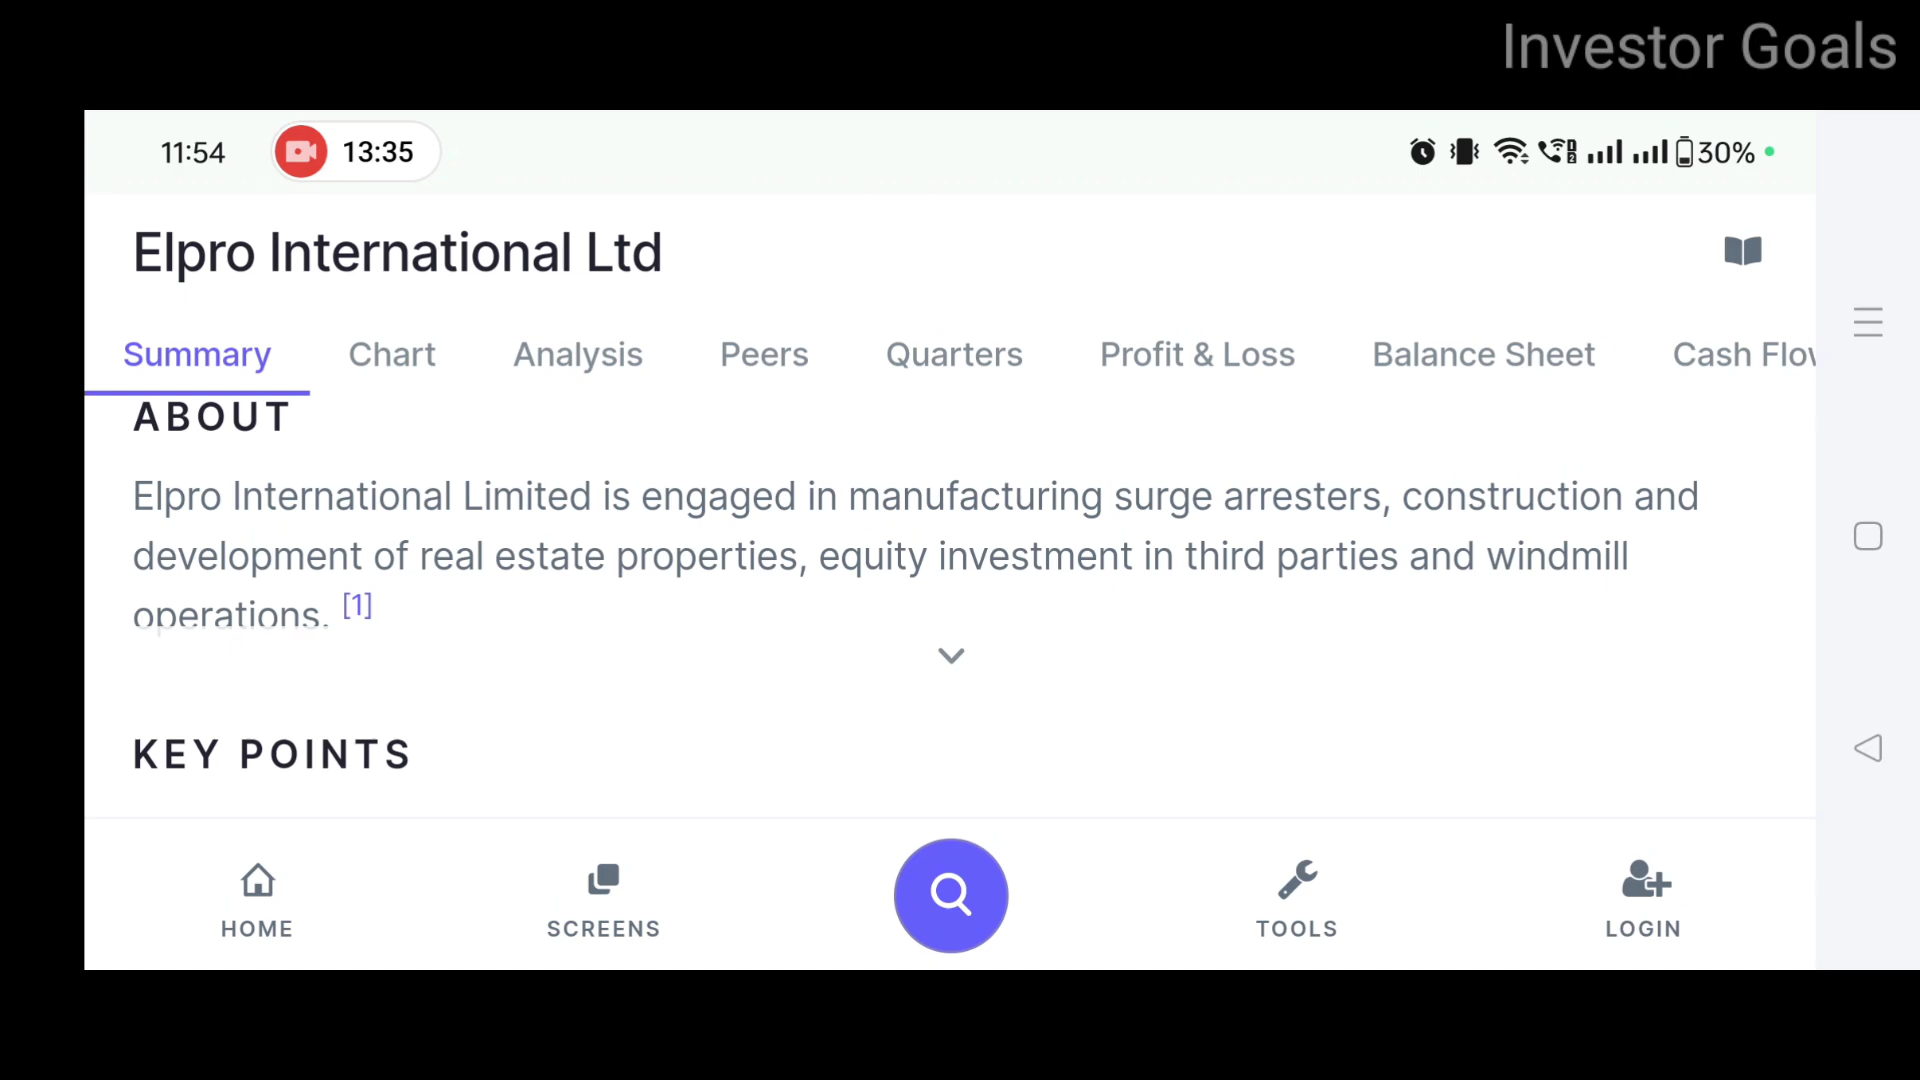 Investor Goals
11:54 13:35 30%
Elpro International Ltd
Summary Chart Analysis Peers Quarters Profit & Loss Balance Sheet Cash Flow
ABOUT
Elpro International Limited is engaged in manufacturing surge arresters, construction and
development of real estate properties, equity investment in third parties and windmill
operations. [1]
KEY POINTS
HOME SCREENS TOOLS LOGIN